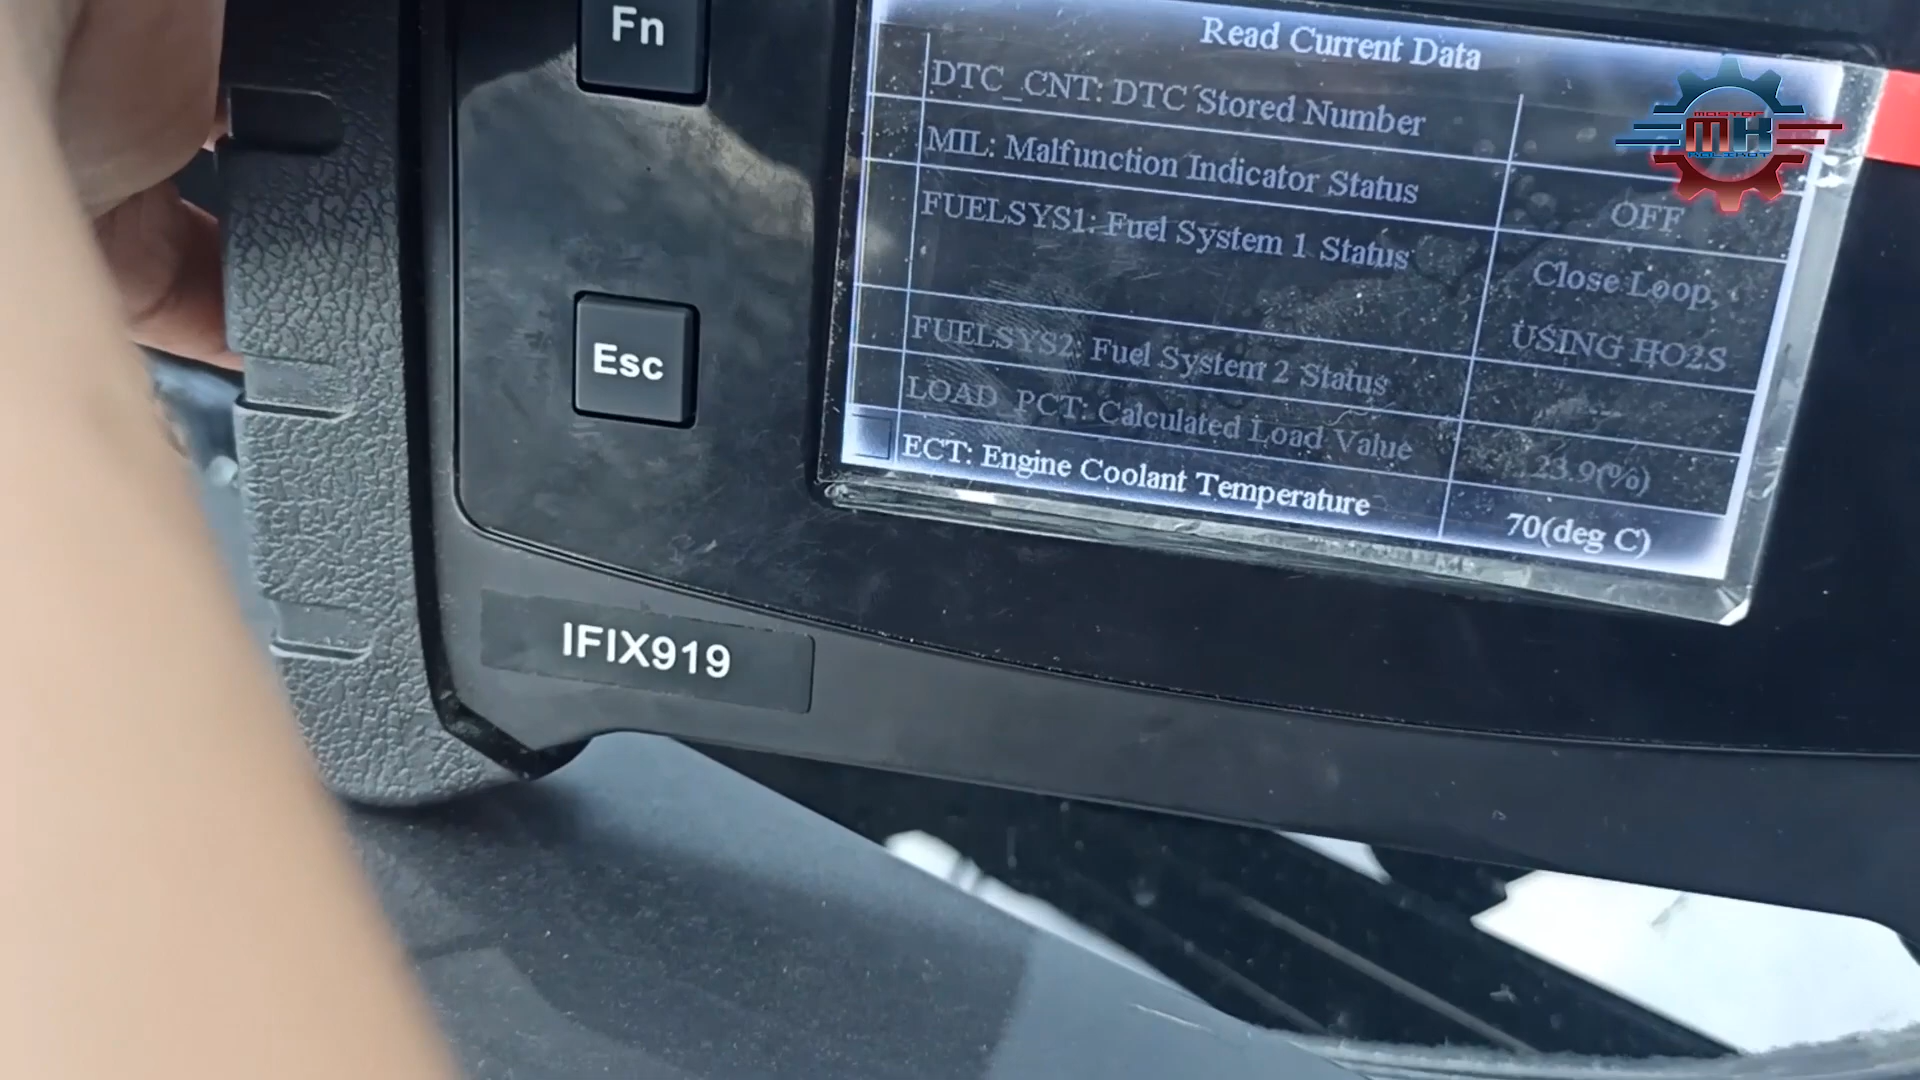 Fn
Esc
IFIX919
Read Current Data
DTC_CNT: DTC Stored Number
MIL: Malfunction Indicator Status
OFF
FUELSYS1: Fuel System 1 Status
Close Loop,
USING HO2S
FUELSYS2: Fuel System 2 Status
---
LOAD_PCT: Calculated Load Value
23.9(%)
ECT: Engine Coolant Temperature
70(deg C)
MK